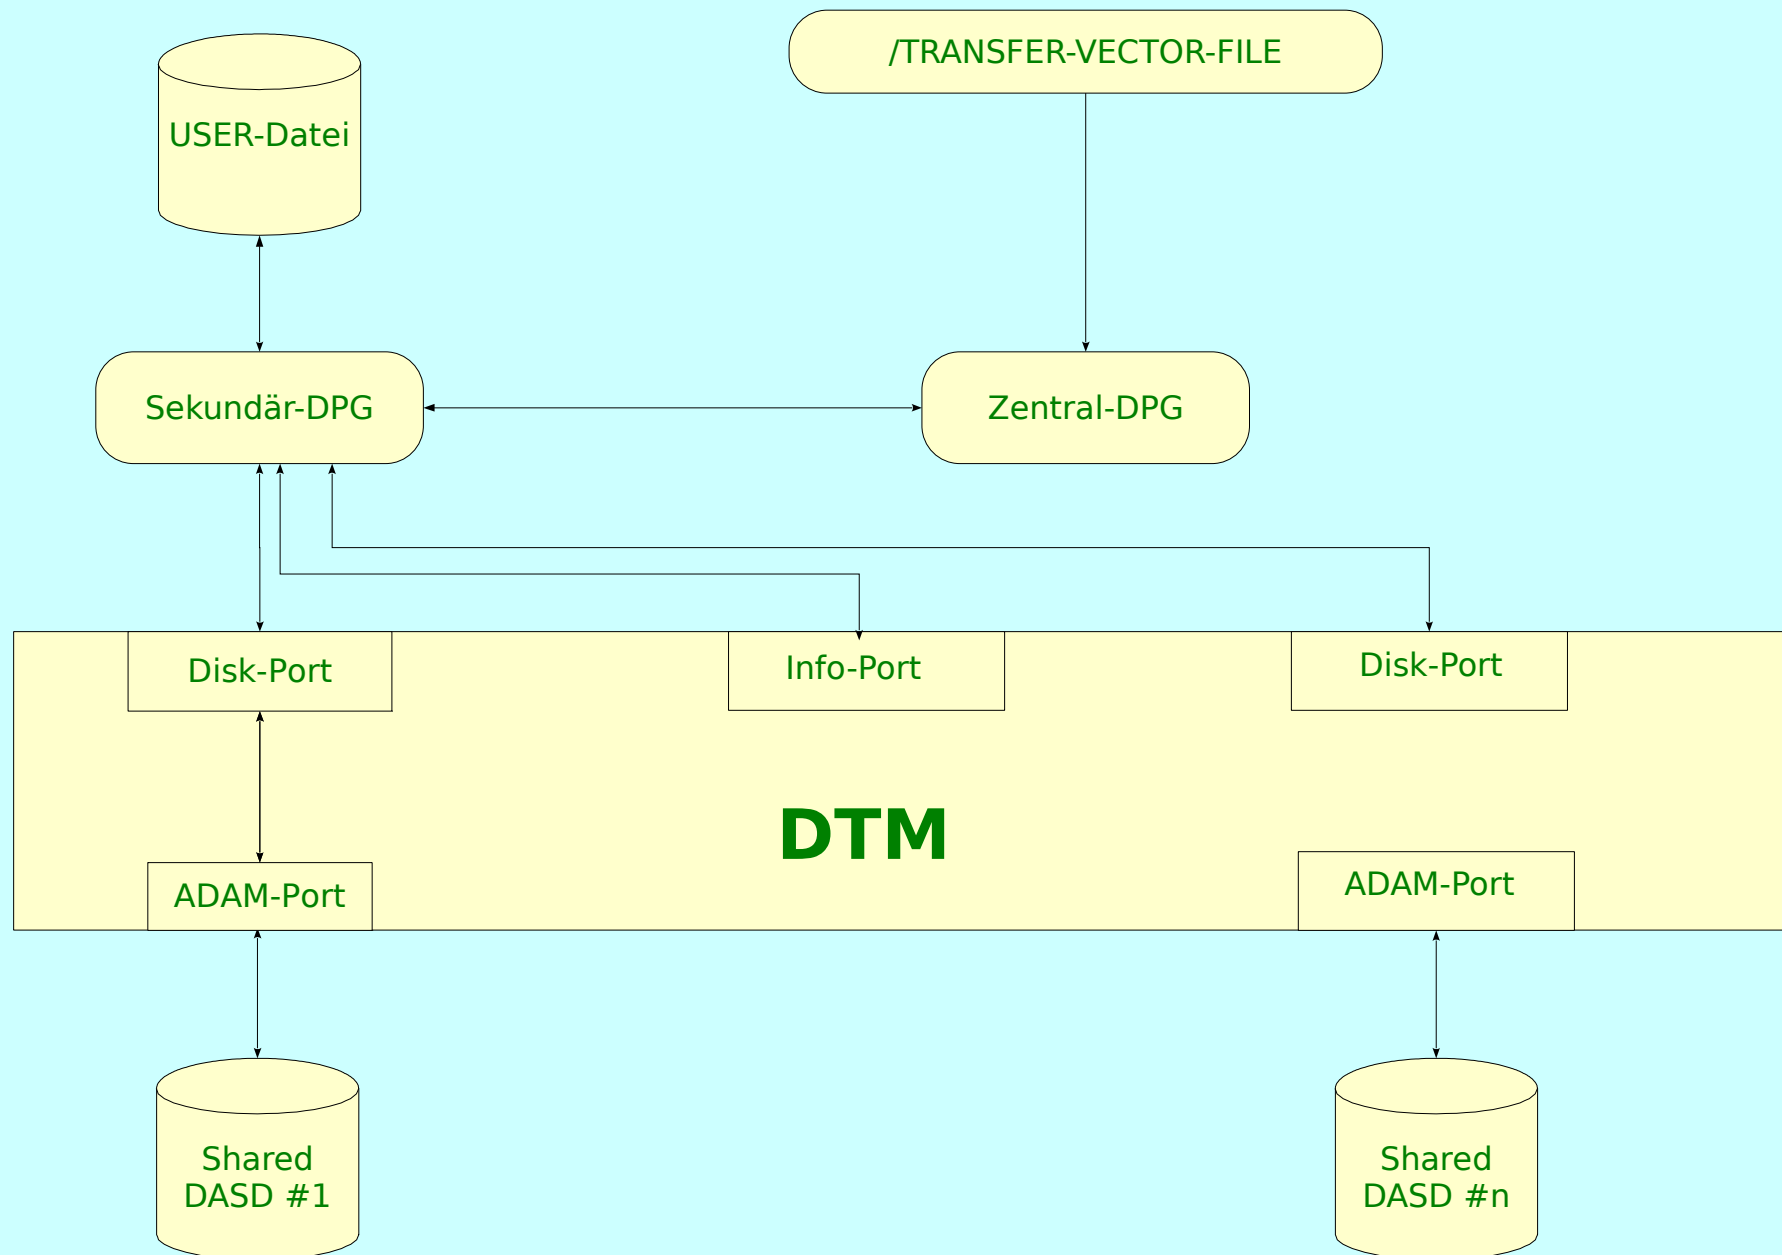 /TRANSFER-VECTOR-FILE
USER-Datei
Sekundär-DPG
Zentral-DPG
Disk-Port
Info-Port
Disk-Port
DTM
ADAM-Port
ADAM-Port
Shared
DASD #1
Shared
DASD #n